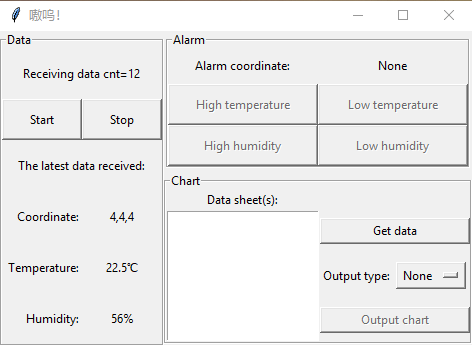 嗷呜!
Data
Receiving data cnt=12
Start Stop
The latest data received:
Coordinate: 4,4,4
Temperature: 22.5℃
Humidity: 56%
Alarm
Alarm coordinate: None
High temperature Low temperature
High humidity Low humidity
Chart
Data sheet(s):
Get data
Output type: None
Output chart